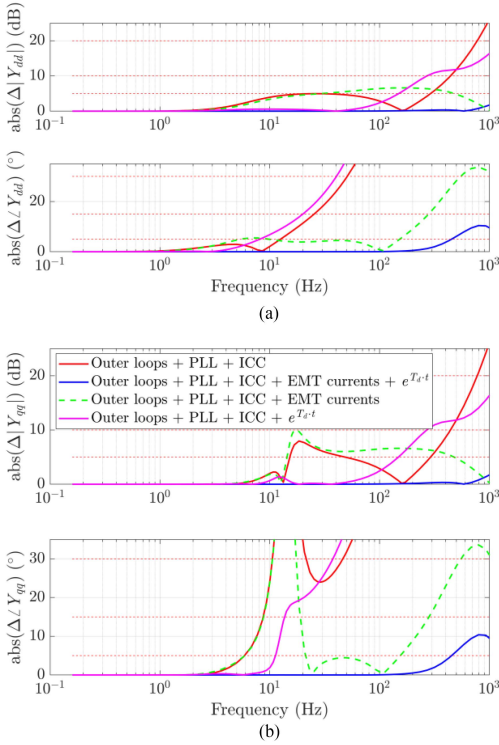 abs(Δ|Y_dd|) (dB)
20
10
0
10^-1 10^0 10^1 10^2 10^3
abs(Δ∠Y_dd) (°)
20
0
10^-1 10^0 10^1 10^2 10^3
Frequency (Hz)
(a)
abs(Δ|Y_qq|) (dB)
20
10
0
Outer loops + PLL + ICC
Outer loops + PLL + ICC + EMT currents + e^{T_d·t}
Outer loops + PLL + ICC + EMT currents
Outer loops + PLL + ICC + e^{T_d·t}
10^-1 10^0 10^1 10^2 10^3
abs(Δ∠Y_qq) (°)
30
20
10
0
10^-1 10^0 10^1 10^2 10^3
Frequency (Hz)
(b)